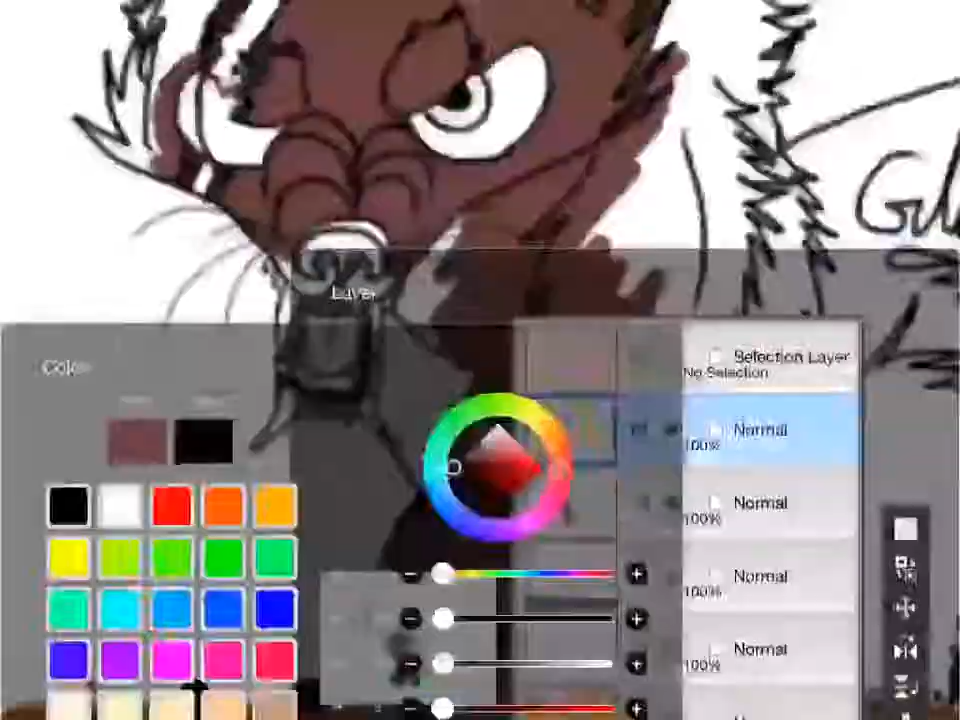 Layer
Color
Selection Layer
No Selection
Normal
100%
Normal
100%
Normal
100%
Normal
100%